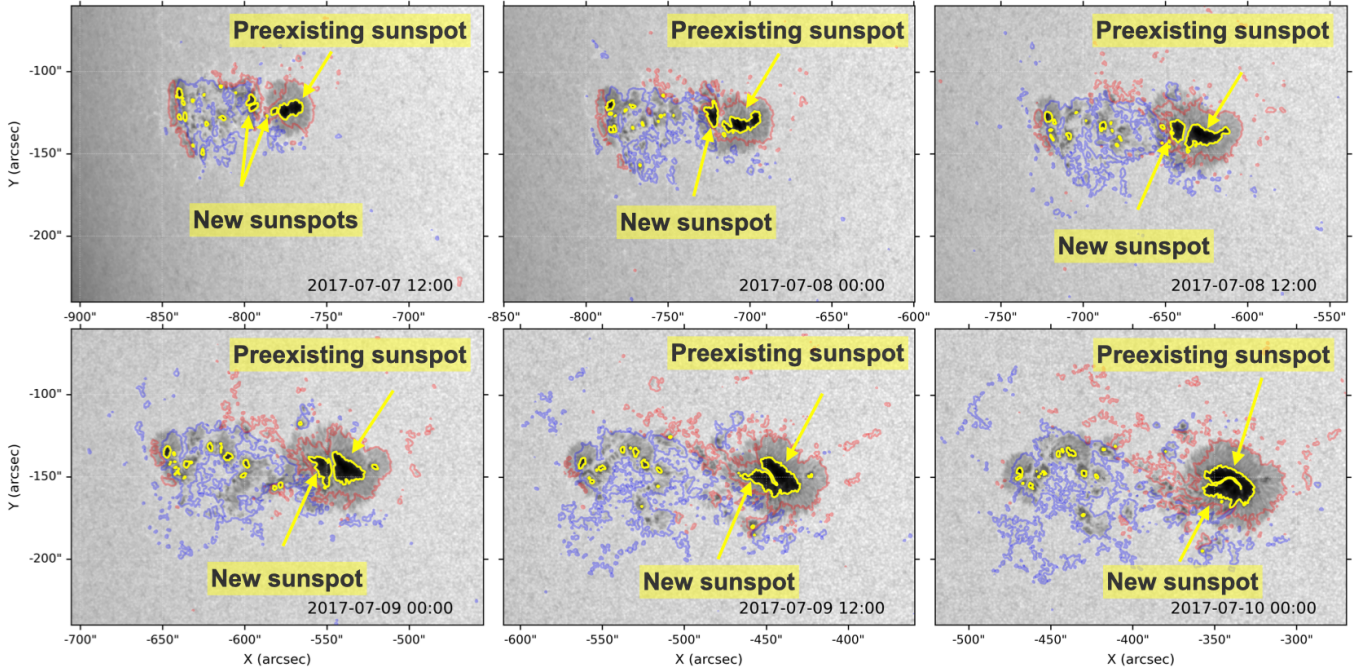 Preexisting sunspot
Preexisting sunspot
Preexisting sunspot
-100"
-150"
-200"
Y (arcsec)
New sunspots
New sunspot
New sunspot
2017-07-07 12:00
2017-07-08 00:00
2017-07-08 12:00
-900" -850" -800" -750" -700"
-850" -800" -750" -700" -650" -600"
-750" -700" -650" -600" -550"
Preexisting sunspot
Preexisting sunspot
Preexisting sunspot
-100"
-150"
-200"
Y (arcsec)
New sunspot
New sunspot
New sunspot
2017-07-09 00:00
2017-07-09 12:00
2017-07-10 00:00
-700" -650" -600" -550" -500"
-600" -550" -500" -450" -400"
-500" -450" -400" -350" -300"
X (arcsec)
X (arcsec)
X (arcsec)